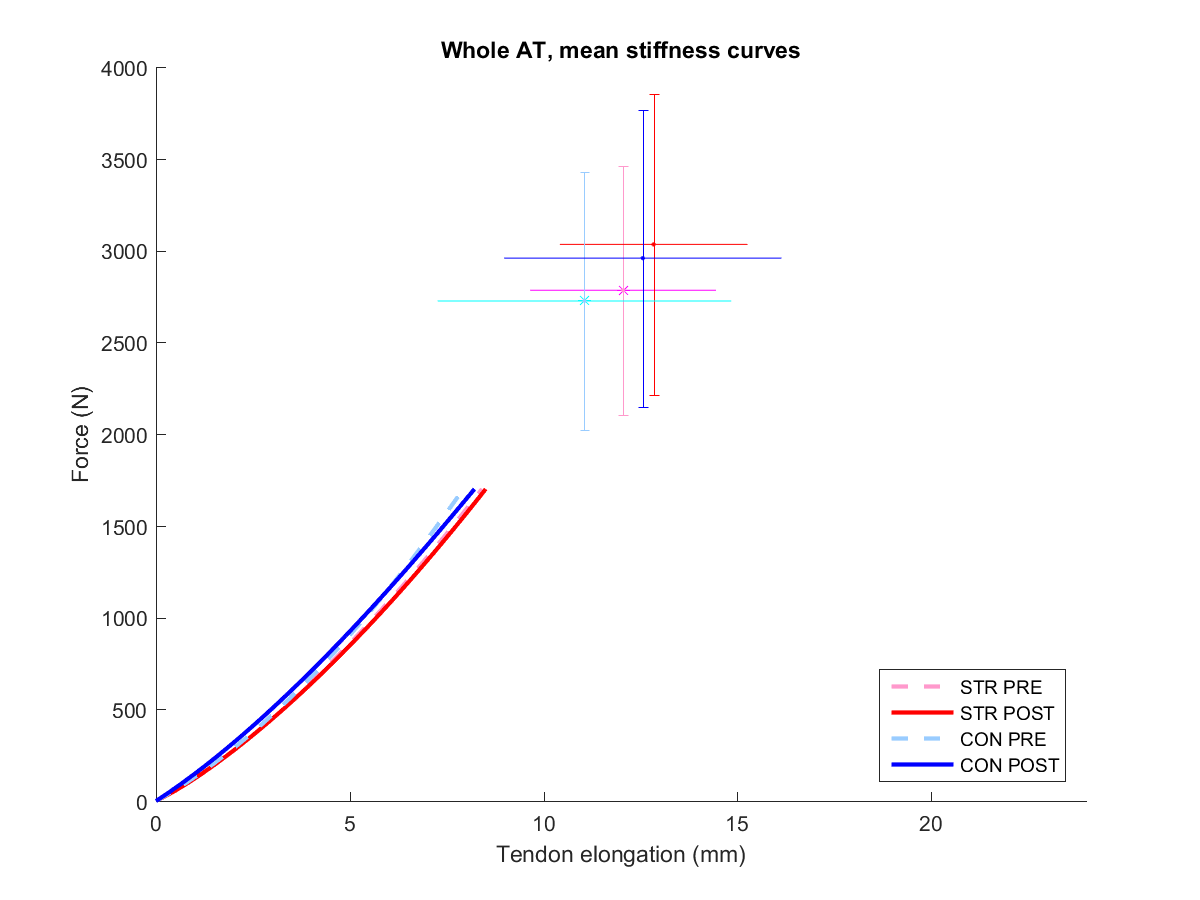 Whole AT, mean stiffness curves
4000
3500
3000
2500
2000
1500
1000
500
0
Force (N)
0 5 10 15 20
Tendon elongation (mm)
STR PRE
STR POST
CON PRE
CON POST